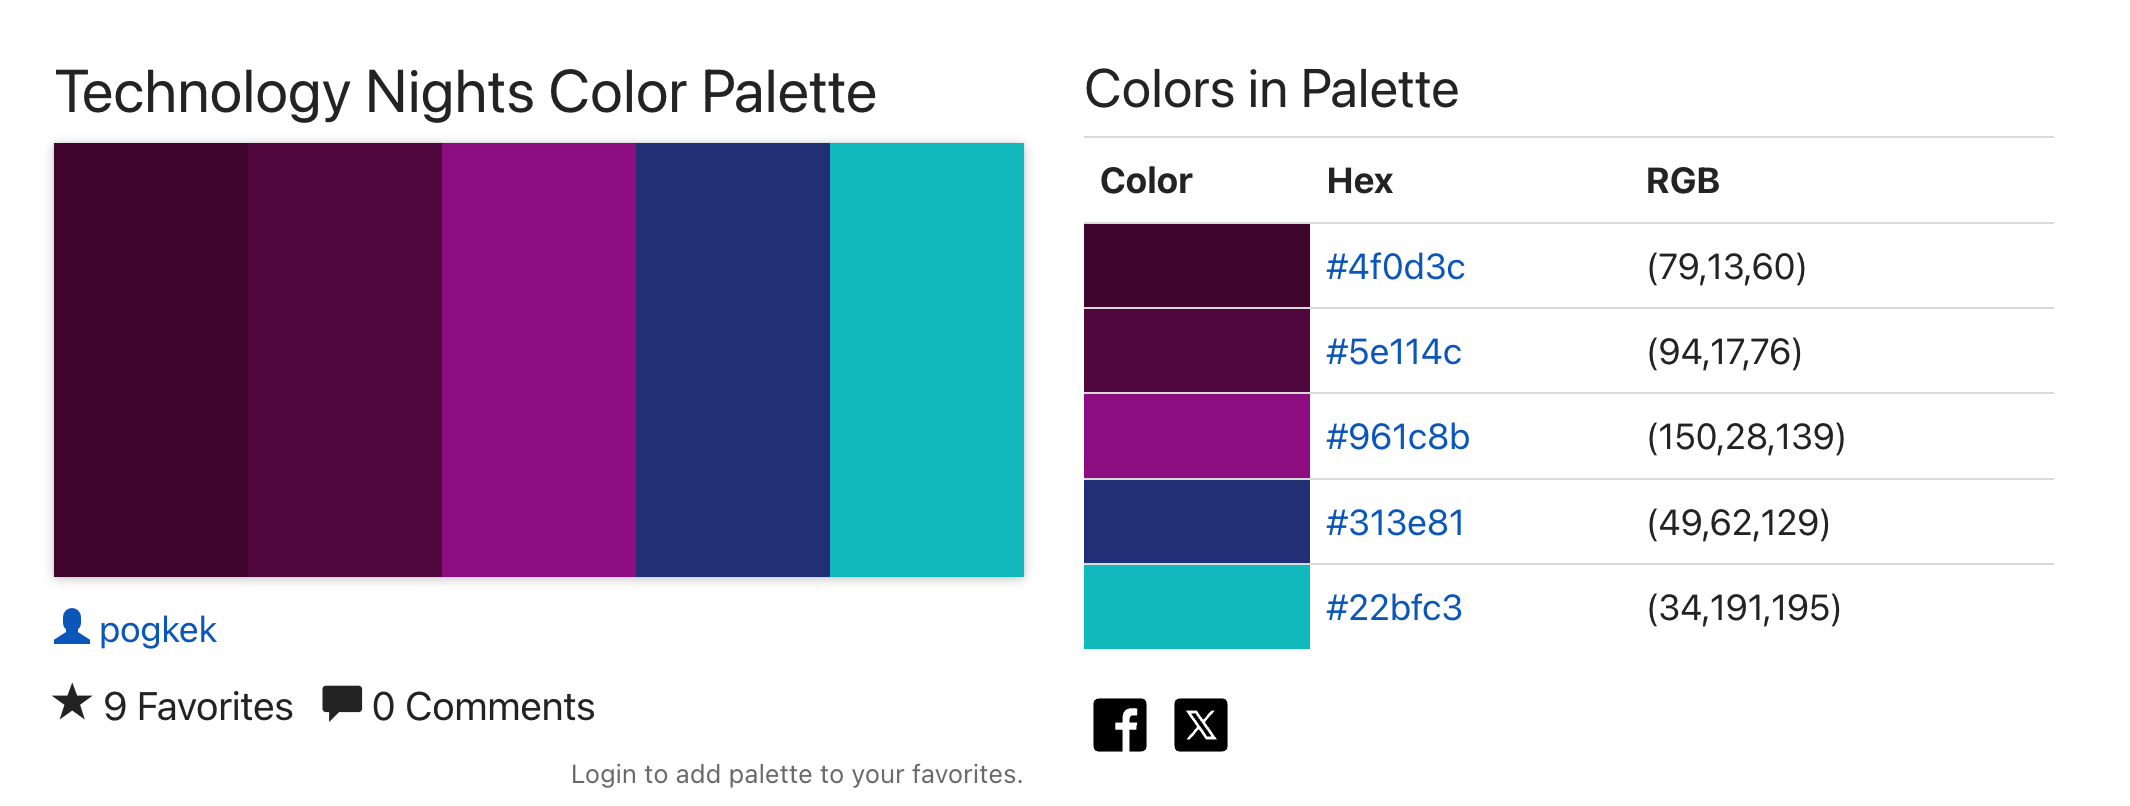 Technology Nights Color Palette
pogkek
9 Favorites 0 Comments
Login to add palette to your favorites.
Colors in Palette
Color Hex RGB
#4f0d3c (79,13,60)
#5e114c (94,17,76)
#961c8b (150,28,139)
#313e81 (49,62,129)
#22bfc3 (34,191,195)